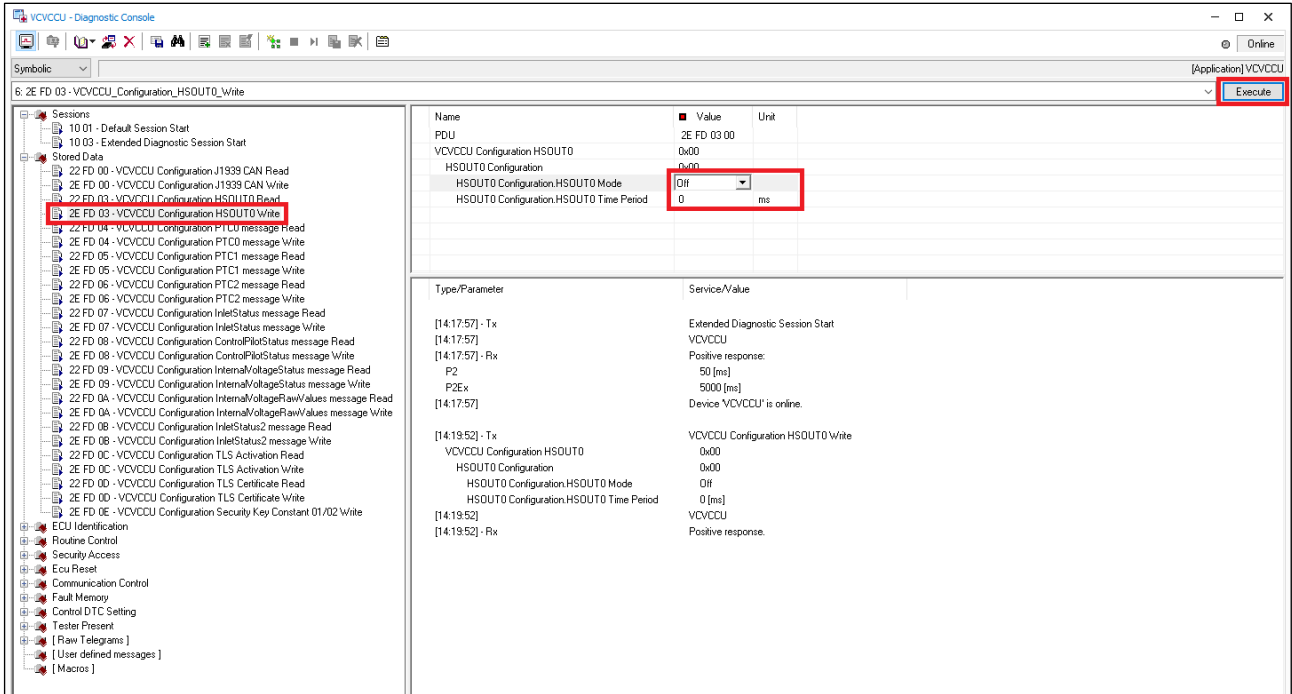 VCVCCU - Diagnostic Console
Online
Symbolic
[Application] VCVCCU
6: 2E FD 03 - VCVCCU_Configuration_HSOUT0_Write
Execute
Sessions
10 01 - Default Session Start
10 03 - Extended Diagnostic Session Start
Stored Data
22 FD 00 - VCVCCU Configuration J1939 CAN Read
2E FD 00 - VCVCCU Configuration J1939 CAN Write
22 FD 03 - VCVCCU Configuration HSOUT0 Read
2E FD 03 - VCVCCU Configuration HSOUT0 Write
22 FD 04 - VCVCCU Configuration PTC0 message Read
2E FD 04 - VCVCCU Configuration PTC0 message Write
22 FD 05 - VCVCCU Configuration PTC1 message Read
2E FD 05 - VCVCCU Configuration PTC1 message Write
22 FD 06 - VCVCCU Configuration PTC2 message Read
2E FD 06 - VCVCCU Configuration PTC2 message Write
22 FD 07 - VCVCCU Configuration InletStatus message Read
2E FD 07 - VCVCCU Configuration InletStatus message Write
22 FD 08 - VCVCCU Configuration ControlPilotStatus message Read
2E FD 08 - VCVCCU Configuration ControlPilotStatus message Write
22 FD 09 - VCVCCU Configuration InternalVoltageStatus message Read
2E FD 09 - VCVCCU Configuration InternalVoltageStatus message Write
22 FD 0A - VCVCCU Configuration InternalVoltageRawValues message Read
2E FD 0A - VCVCCU Configuration InternalVoltageRawValues message Write
22 FD 0B - VCVCCU Configuration InletStatus2 message Read
2E FD 0B - VCVCCU Configuration InletStatus2 message Write
22 FD 0C - VCVCCU Configuration TLS Activation Read
2E FD 0C - VCVCCU Configuration TLS Activation Write
22 FD 0D - VCVCCU Configuration TLS Certificate Read
2E FD 0D - VCVCCU Configuration TLS Certificate Write
2E FD 0E - VCVCCU Configuration Security Key Constant 01/02 Write
ECU Identification
Routine Control
Security Access
Ecu Reset
Communication Control
Fault Memory
Control DTC Setting
Tester Present
[ Raw Telegrams ]
[ User defined messages ]
[ Macros ]
Name Value Unit
PDU 2E FD 03 00
VCVCCU Configuration HSOUT0 0x00
HSOUT0 Configuration 0x00
HSOUT0 Configuration.HSOUT0 Mode Off
HSOUT0 Configuration.HSOUT0 Time Period 0 ms
Type/Parameter Service/Value
[14:17:57] - Tx Extended Diagnostic Session Start
[14:17:57] VCVCCU
[14:17:57] - Rx Positive response:
P2 50 [ms]
P2Ex 5000 [ms]
[14:17:57] Device 'VCVCCU' is online.
[14:19:52] - Tx VCVCCU Configuration HSOUT0 Write
VCVCCU Configuration HSOUT0 0x00
HSOUT0 Configuration 0x00
HSOUT0 Configuration.HSOUT0 Mode Off
HSOUT0 Configuration.HSOUT0 Time Period 0 [ms]
[14:19:52] VCVCCU
[14:19:52] - Rx Positive response.